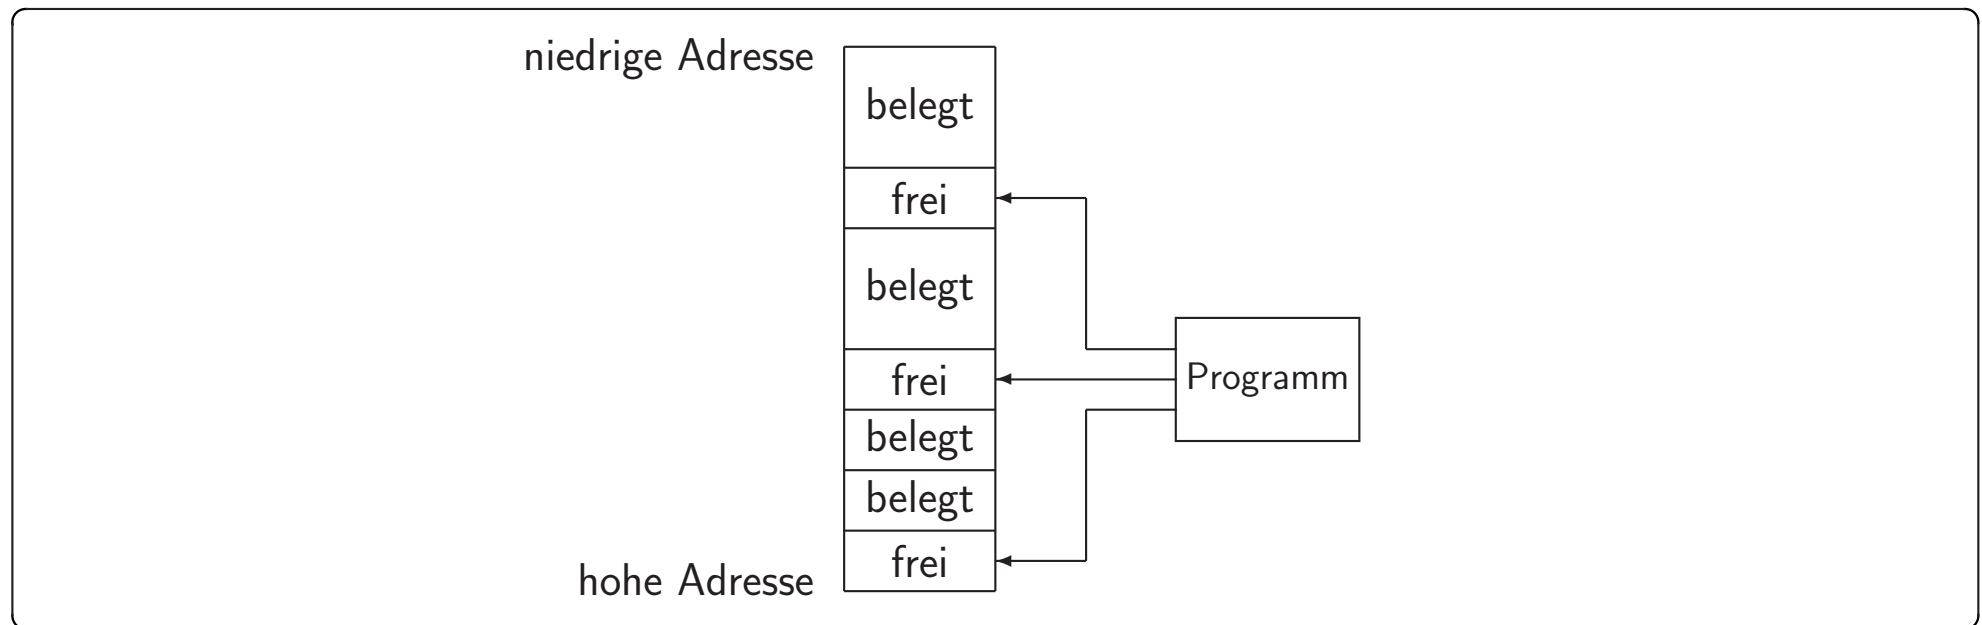 niedrige Adresse
belegt
frei
belegt
frei
Programm
belegt
belegt
frei
hohe Adresse